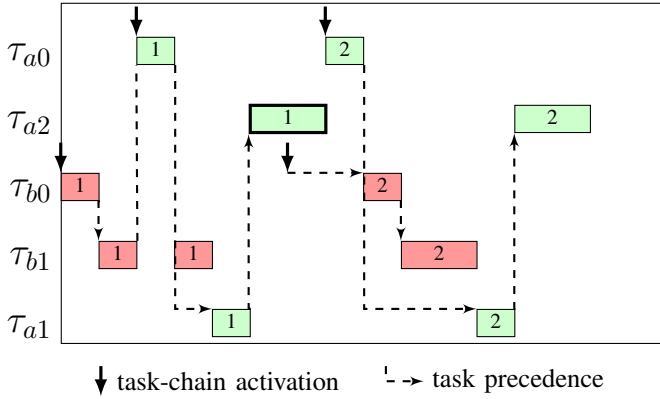 τa0 1 2
τa2 1 2
τb0 1 2
τb1 1 1 2
τa1 1 2
task-chain activation task precedence